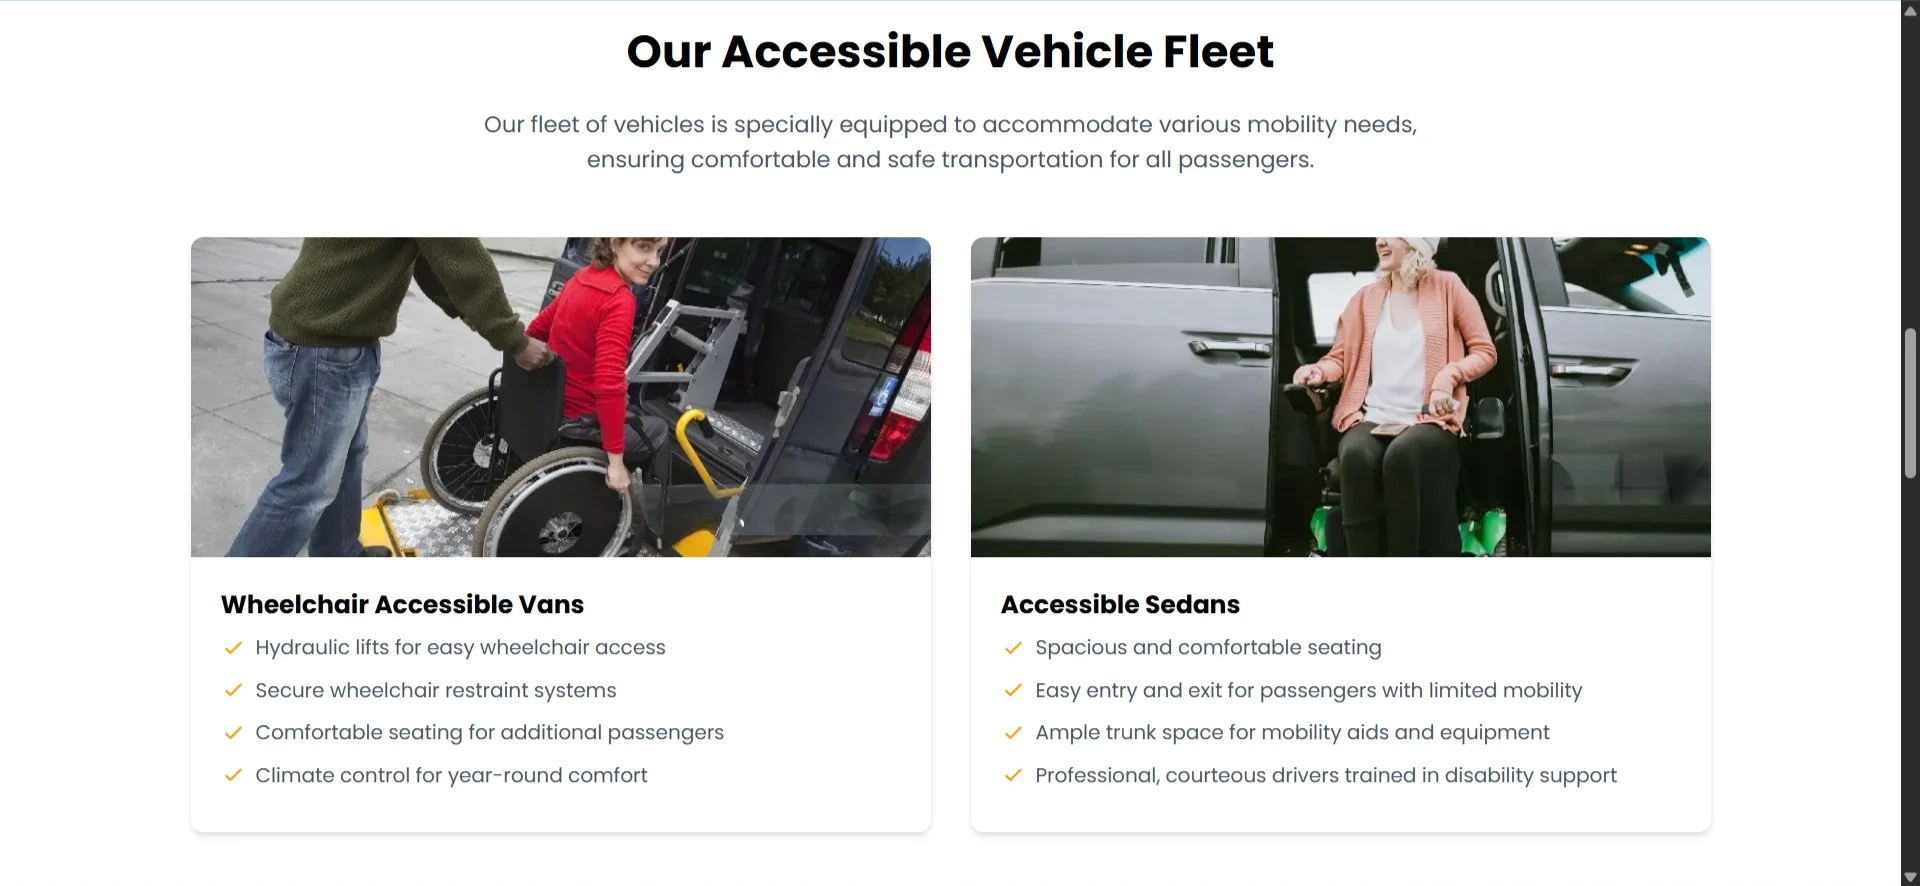 Our Accessible Vehicle Fleet
Our fleet of vehicles is specially equipped to accommodate various mobility needs,
ensuring comfortable and safe transportation for all passengers.
Wheelchair Accessible Vans
Hydraulic lifts for easy wheelchair access
Secure wheelchair restraint systems
Comfortable seating for additional passengers
Climate control for year-round comfort
Accessible Sedans
Spacious and comfortable seating
Easy entry and exit for passengers with limited mobility
Ample trunk space for mobility aids and equipment
Professional, courteous drivers trained in disability support